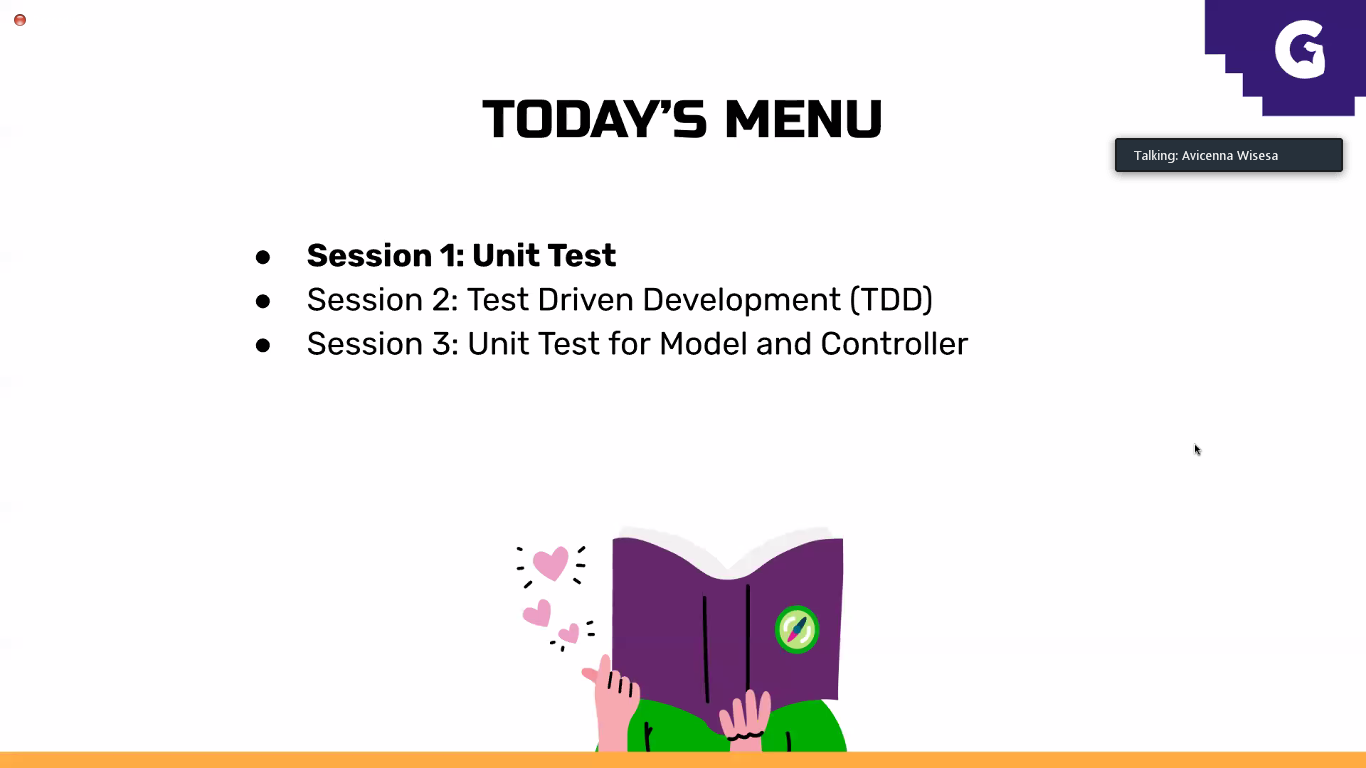 G
TODAY’S MENU
Talking: Avicenna Wisesa
● Session 1: Unit Test
● Session 2: Test Driven Development (TDD)
● Session 3: Unit Test for Model and Controller